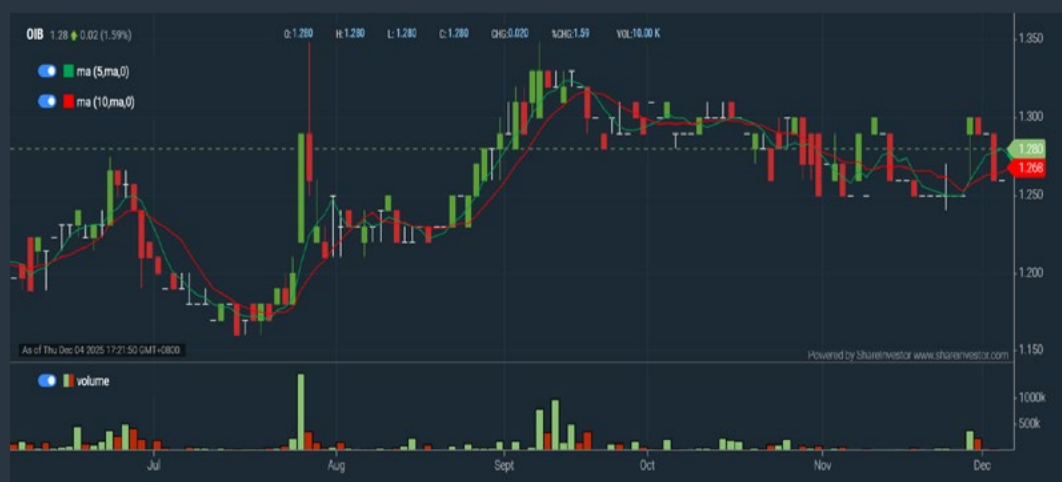 OIB 1.28 0.02 (1.59%) O:1.280 H:1.280 L:1.280 C:1.280 CHG:0.020 %CHG:1.59 VOL:10.00 K
ma (5,ma,0)
ma (10,ma,0)
1.350
1.300
1.280
1.268
1.250
1.200
1.150
As of Thu Dec 04 2025 17:21:50 GMT+0800
Powered by ShareInvestor www.shareinvestor.com
volume
1000k
500k
Jul Aug Sept Oct Nov Dec